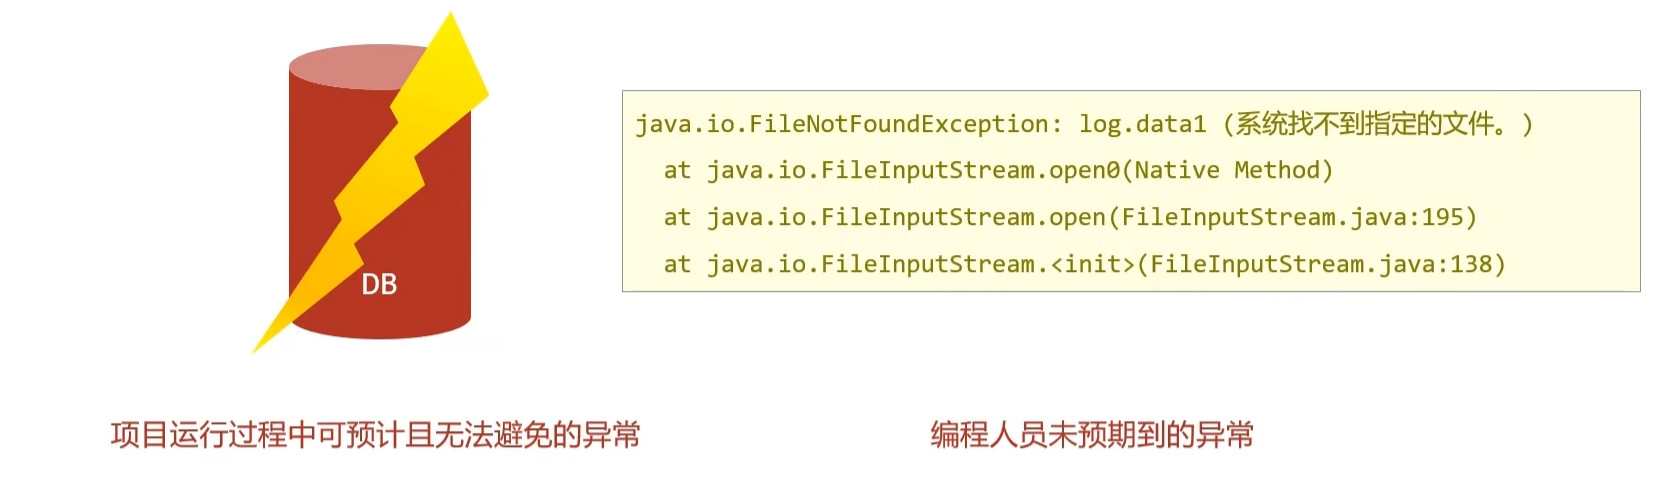 DB
java.io.FileNotFoundException: log.data1 (系统找不到指定的文件。)
at java.io.FileInputStream.open0(Native Method)
at java.io.FileInputStream.open(FileInputStream.java:195)
at java.io.FileInputStream.<init>(FileInputStream.java:138)
项目运行过程中可预计且无法避免的异常
编程人员未预期到的异常